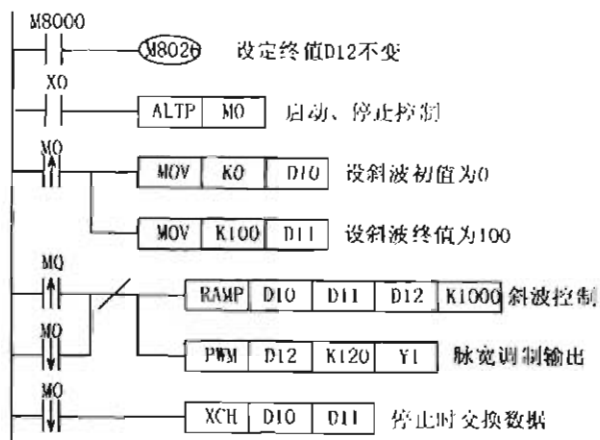 M8000
M8026 设定终值D12不变
X0
ALTP M0 启动、停止控制
M0
MOV K0 D10 设斜波初值为0
MOV K100 D11 设斜波终值为100
M0
RAMP D10 D11 D12 K1000 斜波控制
M0
PWM D12 K120 Y1 脉宽调制输出
M0
XCH D10 D11 停止时交换数据